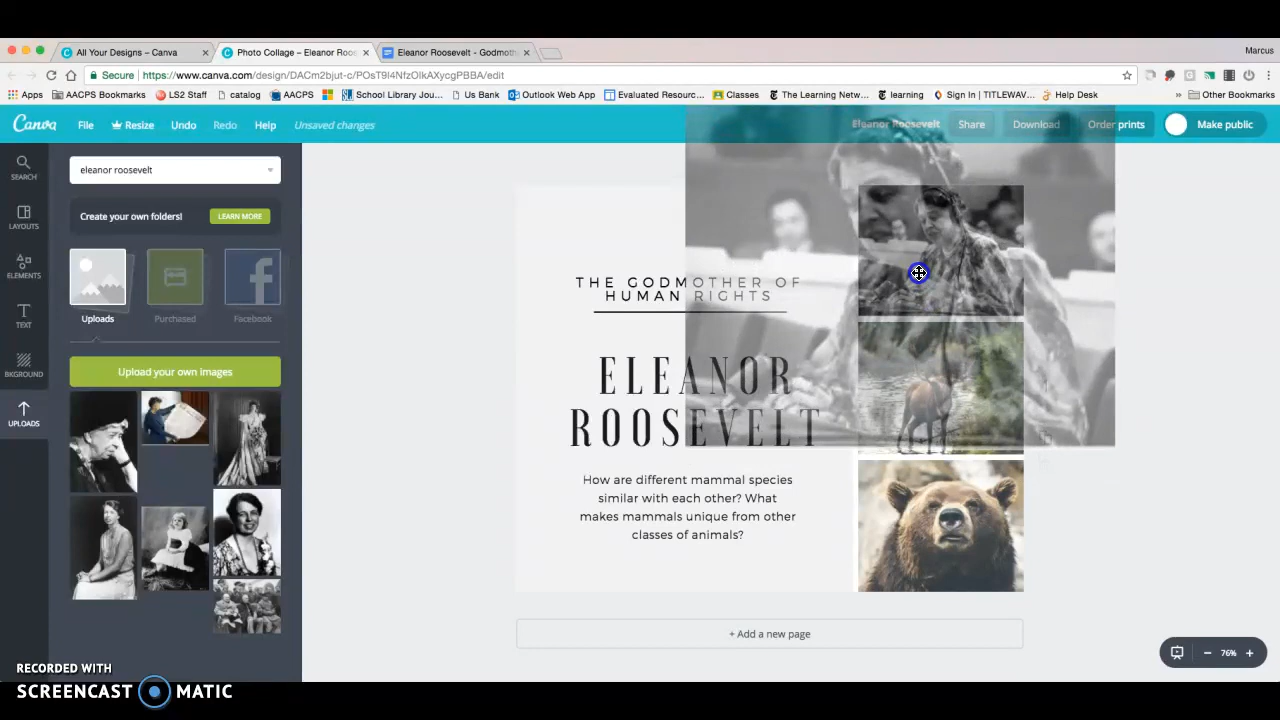 All Your Designs – Canva
Photo Collage – Eleanor Roo
Eleanor Roosevelt - Godmoth
Marcus
Secure
https://www.canva.com/design/DACm2bjut-c/POsT9I4NfzOlkAXycgPBBA/edit
Apps
AACPS Bookmarks
LS2 Staff
catalog
AACPS
School Library Jou...
Us Bank
Outlook Web App
Evaluated Resourc...
Classes
The Learning Netw...
learning
Sign In | TITLEWAV...
Help Desk
»
Other Bookmarks
Canva
File
Resize
Undo
Redo
Help
Unsaved changes
Eleanor Roosevelt
Share
Download
Order prints
Make public
SEARCH
LAYOUTS
ELEMENTS
TEXT
BKGROUND
UPLOADS
eleanor roosevelt
Create your own folders!
LEARN MORE
Uploads
Purchased
Facebook
Upload your own images
THE GODMOTHER OF
HUMAN RIGHTS
ELEANOR
ROOSEVELT
How are different mammal species
similar with each other? What
makes mammals unique from other
classes of animals?
+ Add a new page
76%
RECORDED WITH
SCREENCAST MATIC